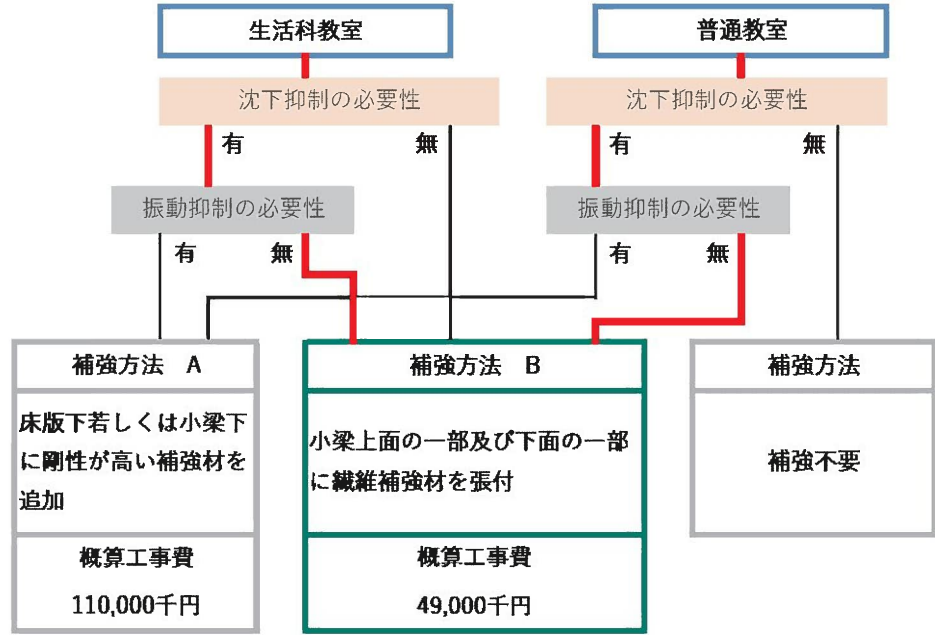 生活科教室
普通教室
沈下抑制の必要性
沈下抑制の必要性
有
無
有
無
振動抑制の必要性
振動抑制の必要性
有
無
有
無
補強方法 A
床版下若しくは小梁下
に剛性が高い補強材を
追加
概算工事費
110,000千円
補強方法 B
小梁上面の一部及び下面の一部
に繊維補強材を張付
概算工事費
49,000千円
補強方法
補強不要